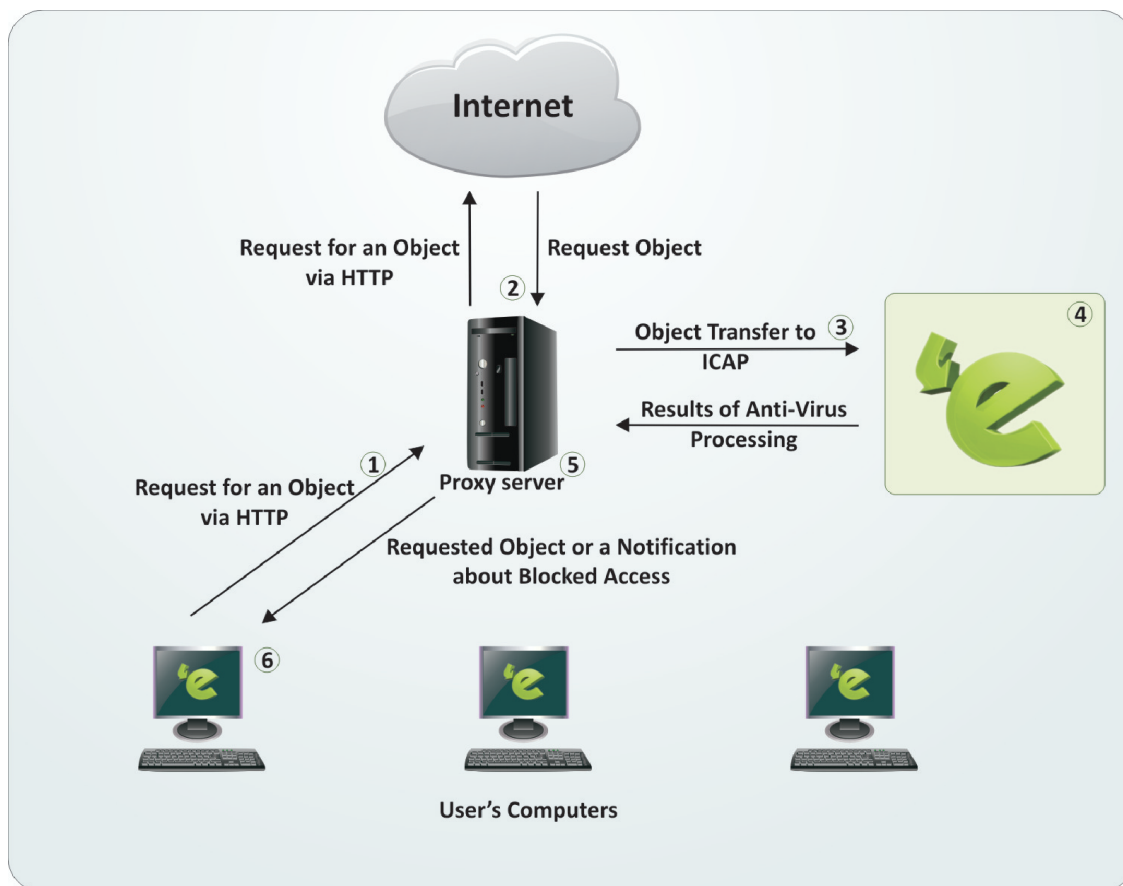 Internet
Request for an Object
via HTTP
Request Object
2
Object Transfer to
ICAP
3
4
Results of Anti-Virus
Processing
1
Request for an Object
via HTTP
5
Proxy server
Requested Object or a Notification
about Blocked Access
6
User’s Computers